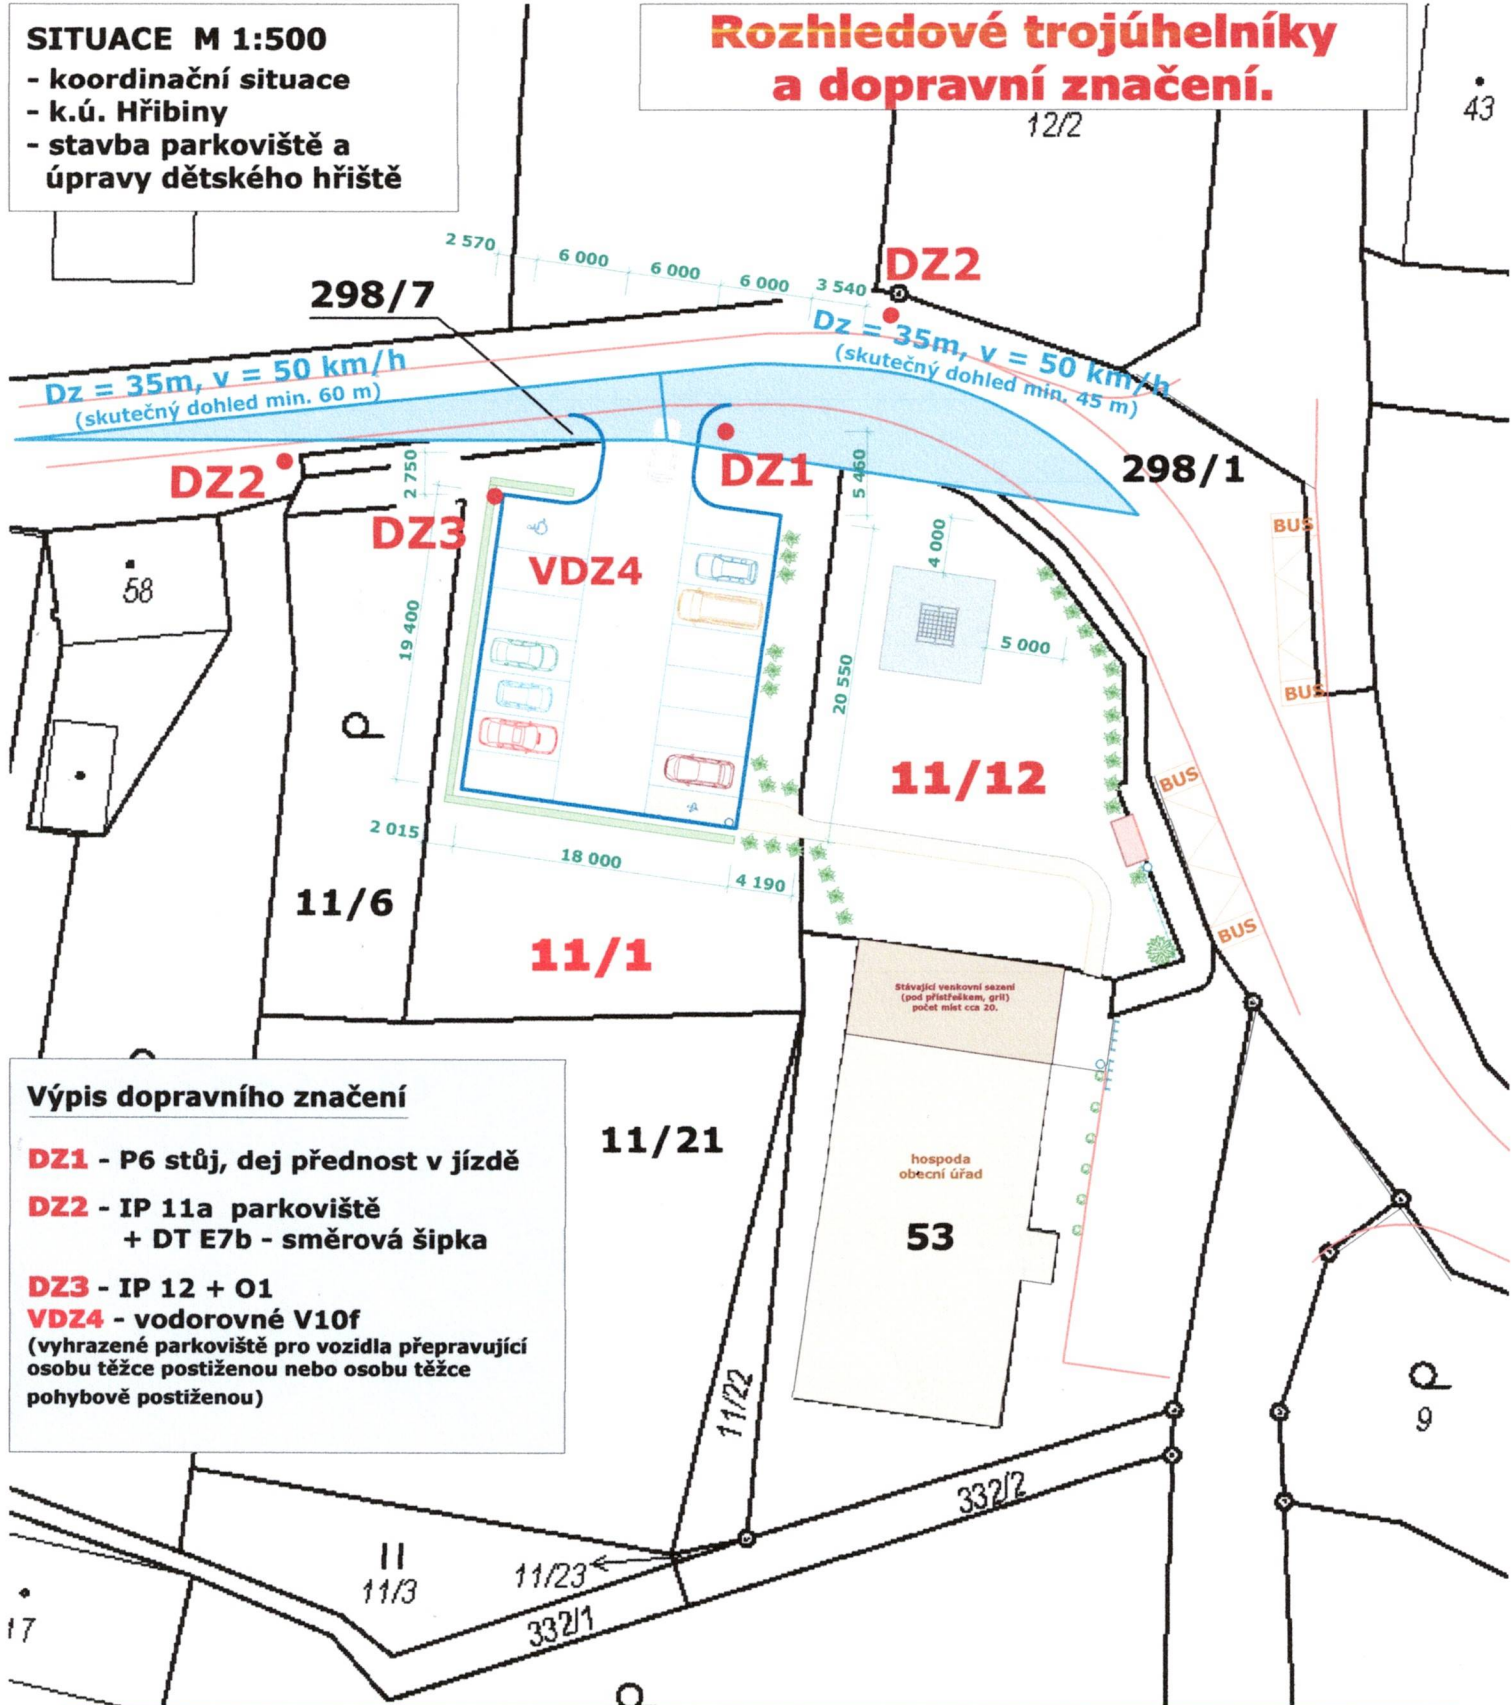 SITUACE M 1:500
- koordinační situace
- k.ú. Hřibiny
- stavba parkoviště a
úpravy dětského hřiště
Rozhledové trojúhelníky
a dopravní značení.
12/2
43
2 570
6 000
6 000
6 000
3 540
DZ2
298/7
Dz = 35m, v = 50 km/h
(skutečný dohled min. 60 m)
Dz = 35m, v = 50 km/h
(skutečný dohled min. 45 m)
DZ2
2 750
DZ1
5 460
298/1
DZ3
VDZ4
4 000
BUS
58
19 400
5 000
20 550
BUS
11/12
BUS
2 015
18 000
4 190
11/6
BUS
11/1
Stávající venkovní sezení
(pod přístřeškem, gril)
počet míst cca 20.
Výpis dopravního značení
DZ1 - P6 stůj, dej přednost v jízdě
DZ2 - IP 11a parkoviště
+ DT E7b - směrová šipka
DZ3 - IP 12 + O1
VDZ4 - vodorovné V10f
(vyhrazené parkoviště pro vozidla přepravující
osobu těžce postiženou nebo osobu těžce
pohybově postiženou)
11/21
hospoda
obecní úřad
53
11/22
9
332/2
11/3
11/23
332/1
17